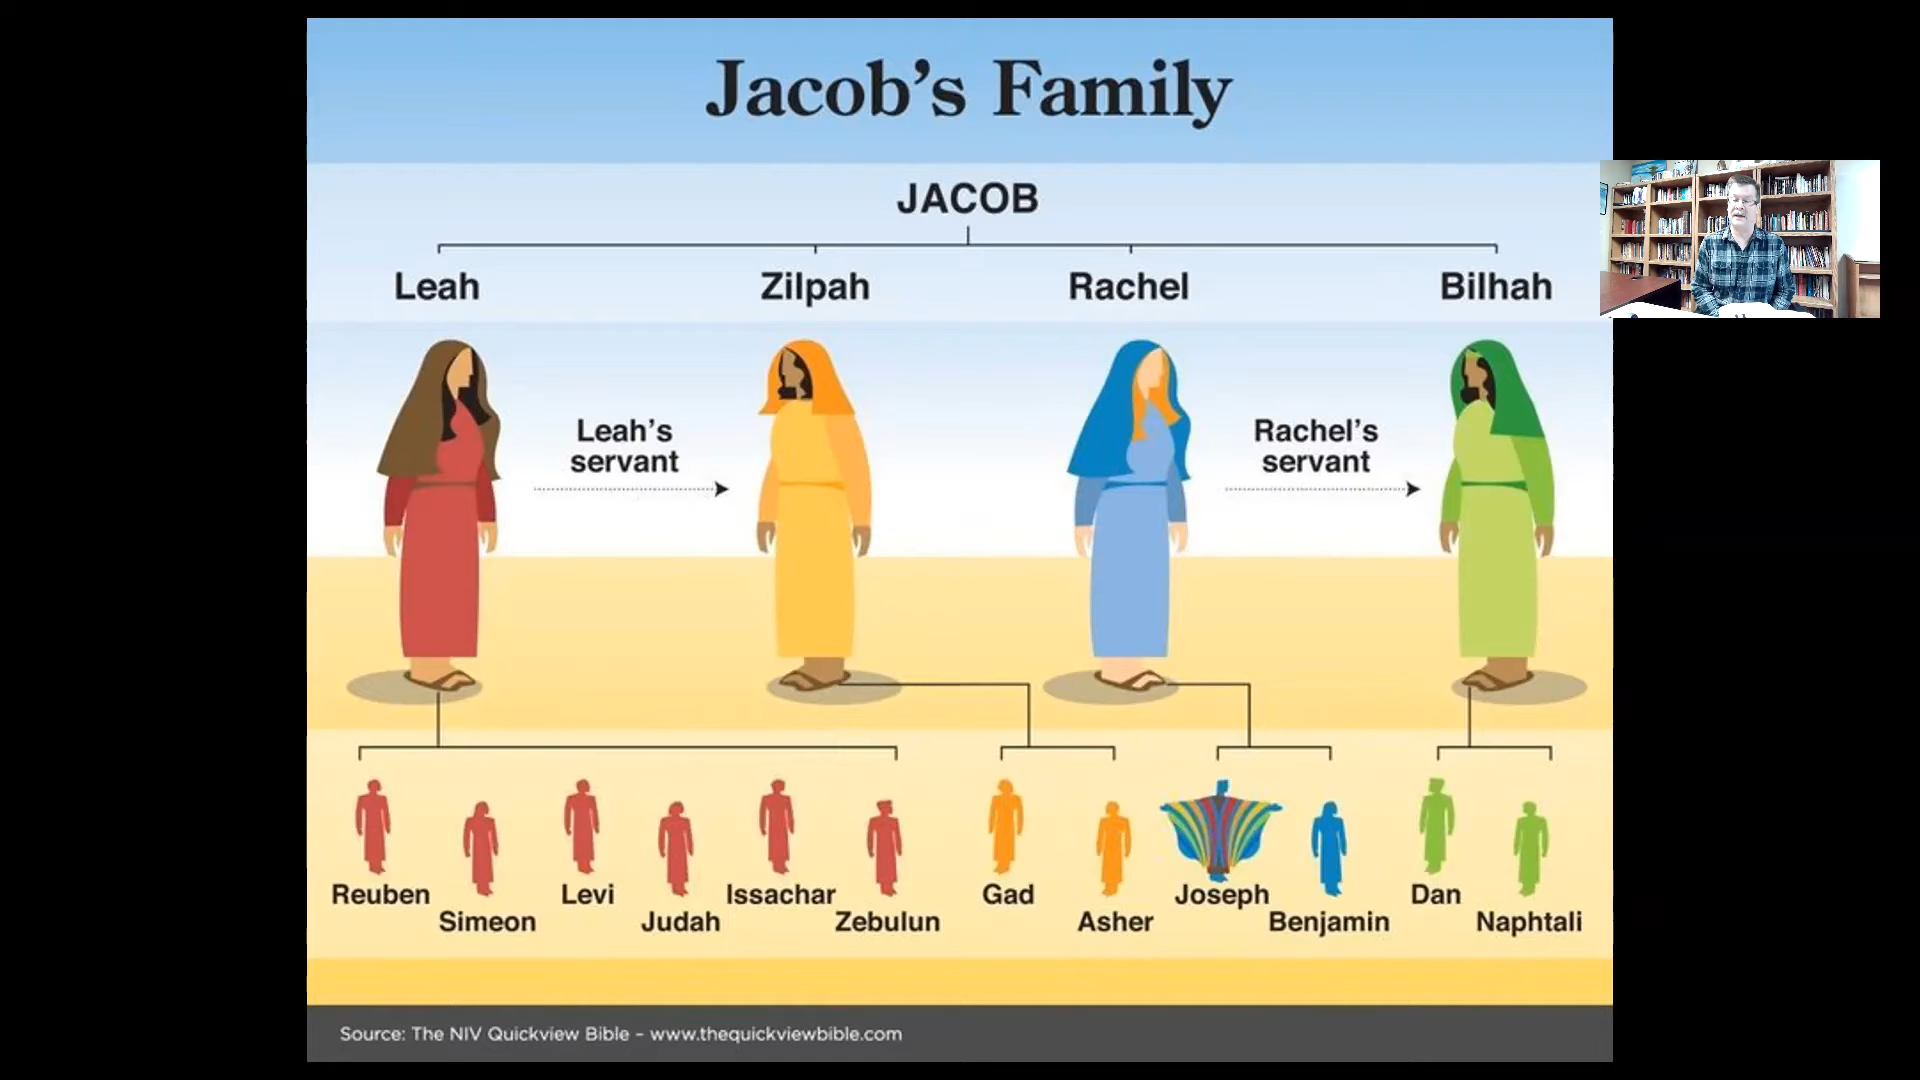 Jacob's Family
JACOB
Leah Zilpah Rachel Bilhah
Leah's
servant
Rachel's
servant
Reuben Levi Issachar Gad Joseph Dan
Simeon Judah Zebulun Asher Benjamin Naphtali
Source: The NIV Quickview Bible – www.thequickviewbible.com